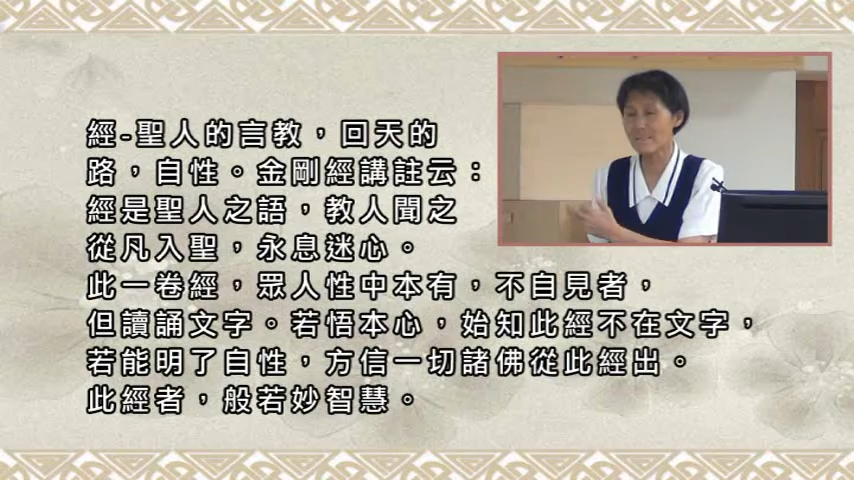 經-聖人的言教，回天的
路，自性。金剛經講註云：
經是聖人之語，教人聞之
從凡入聖，永息迷心。
此一卷經，眾人性中本有，不自見者，
但讀誦文字。若悟本心，始知此經不在文字，
若能明了自性，方信一切諸佛從此經出。
此經者，般若妙智慧。